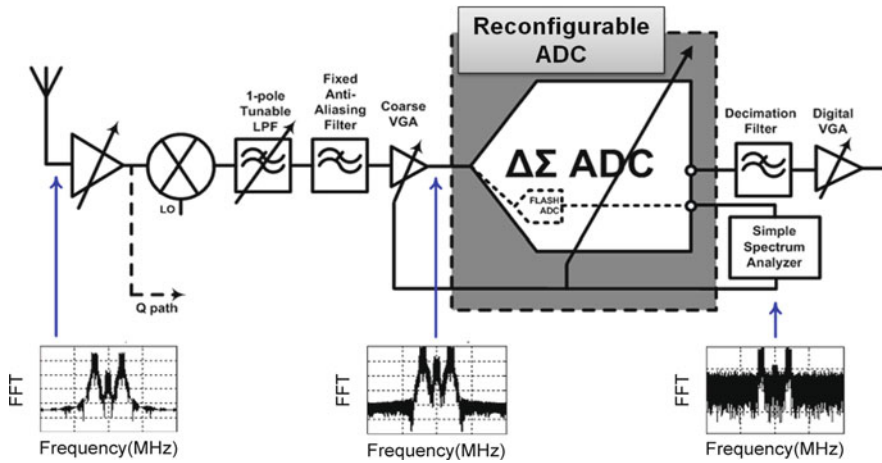 Reconfigurable
ADC
1-pole
Tunable
LPF
Fixed
Anti-
Aliasing
Filter
Coarse
VGA
Decimation
Filter
Digital
VGA
ΔΣ ADC
FLASH
ADC
LO
Simple
Spectrum
Analyzer
Q path
FFT
Frequency(MHz)
FFT
Frequency(MHz)
FFT
Frequency(MHz)